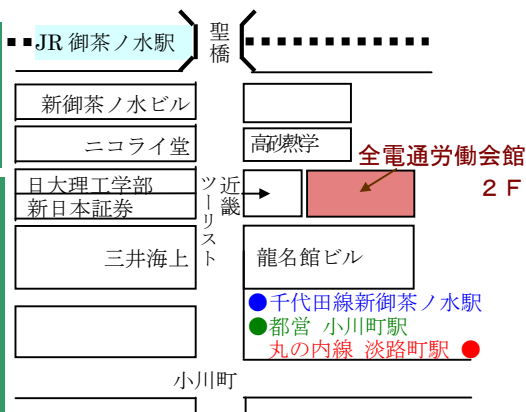 JR 御茶ノ水駅
聖橋
新御茶ノ水ビル
ニコライ堂
高砂熱学
全電通労働会館
２Ｆ
日大理工学部
新日本証券
近畿
ツーリスト
三井海上
龍名館ビル
●千代田線新御茶ノ水駅
●都営 小川町駅
丸の内線 淡路町駅 ●
小川町